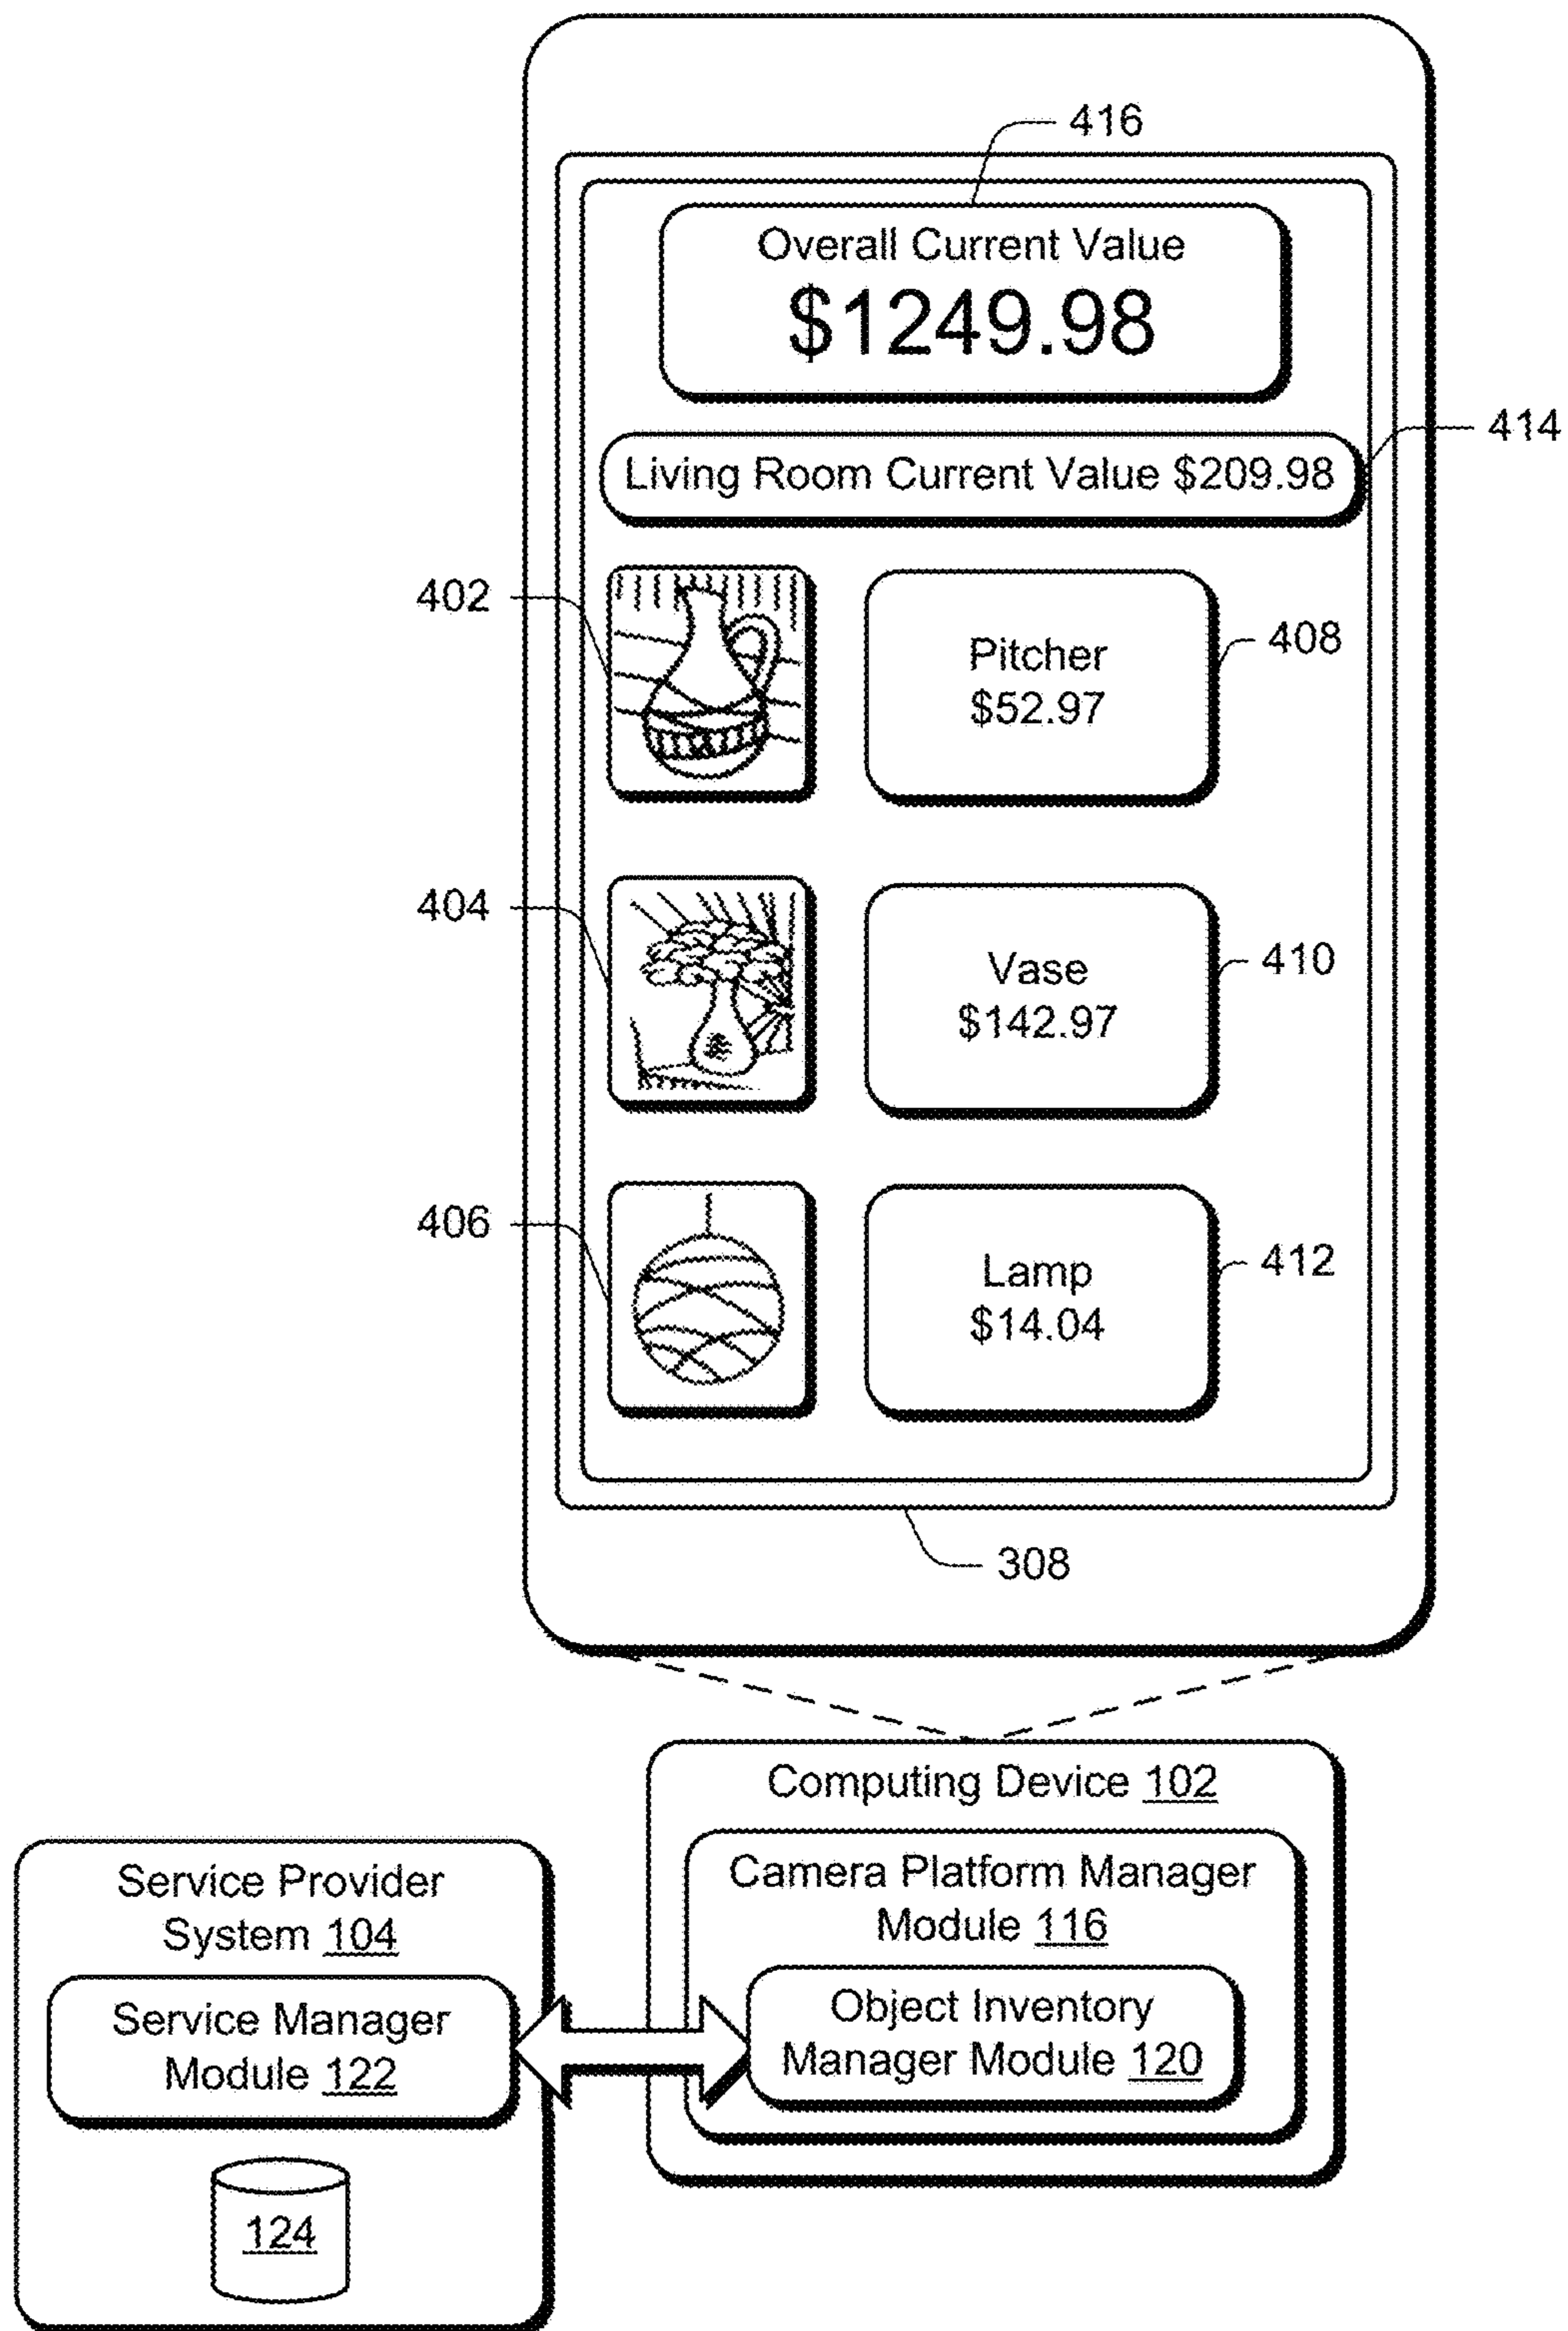 416
Overall Current Value
$1249.98
414
Living Room Current Value $209.98
402
Pitcher
$52.97
408
404
Vase
$142.97
410
406
Lamp
$14.04
412
308
Computing Device 102
Camera Platform Manager
Module 116
Object Inventory
Manager Module 120
Service Provider
System 104
Service Manager
Module 122
124